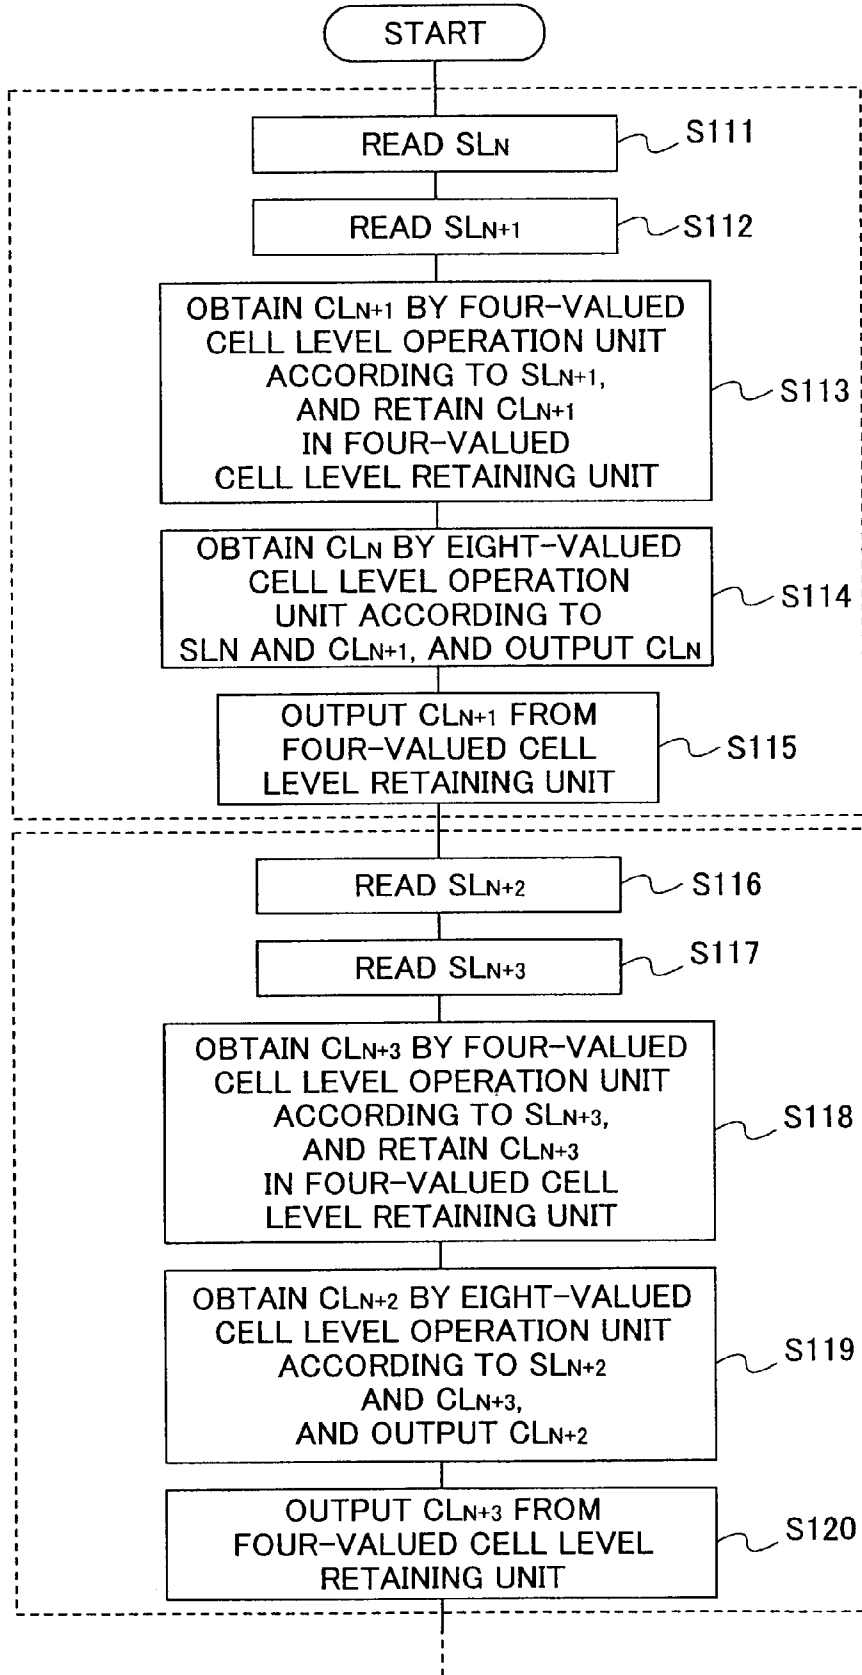 START
READ SLN
S111
READ SLN+1
S112
OBTAIN CLN+1 BY FOUR-VALUED
CELL LEVEL OPERATION UNIT
ACCORDING TO SLN+1,
AND RETAIN CLN+1
IN FOUR-VALUED
CELL LEVEL RETAINING UNIT
S113
OBTAIN CLN BY EIGHT-VALUED
CELL LEVEL OPERATION
UNIT ACCORDING TO
SLN AND CLN+1, AND OUTPUT CLN
S114
OUTPUT CLN+1 FROM
FOUR-VALUED CELL
LEVEL RETAINING UNIT
S115
READ SLN+2
S116
READ SLN+3
S117
OBTAIN CLN+3 BY FOUR-VALUED
CELL LEVEL OPERATION UNIT
ACCORDING TO SLN+3,
AND RETAIN CLN+3
IN FOUR-VALUED CELL
LEVEL RETAINING UNIT
S118
OBTAIN CLN+2 BY EIGHT-VALUED
CELL LEVEL OPERATION UNIT
ACCORDING TO SLN+2
AND CLN+3,
AND OUTPUT CLN+2
S119
OUTPUT CLN+3 FROM
FOUR-VALUED CELL LEVEL
RETAINING UNIT
S120